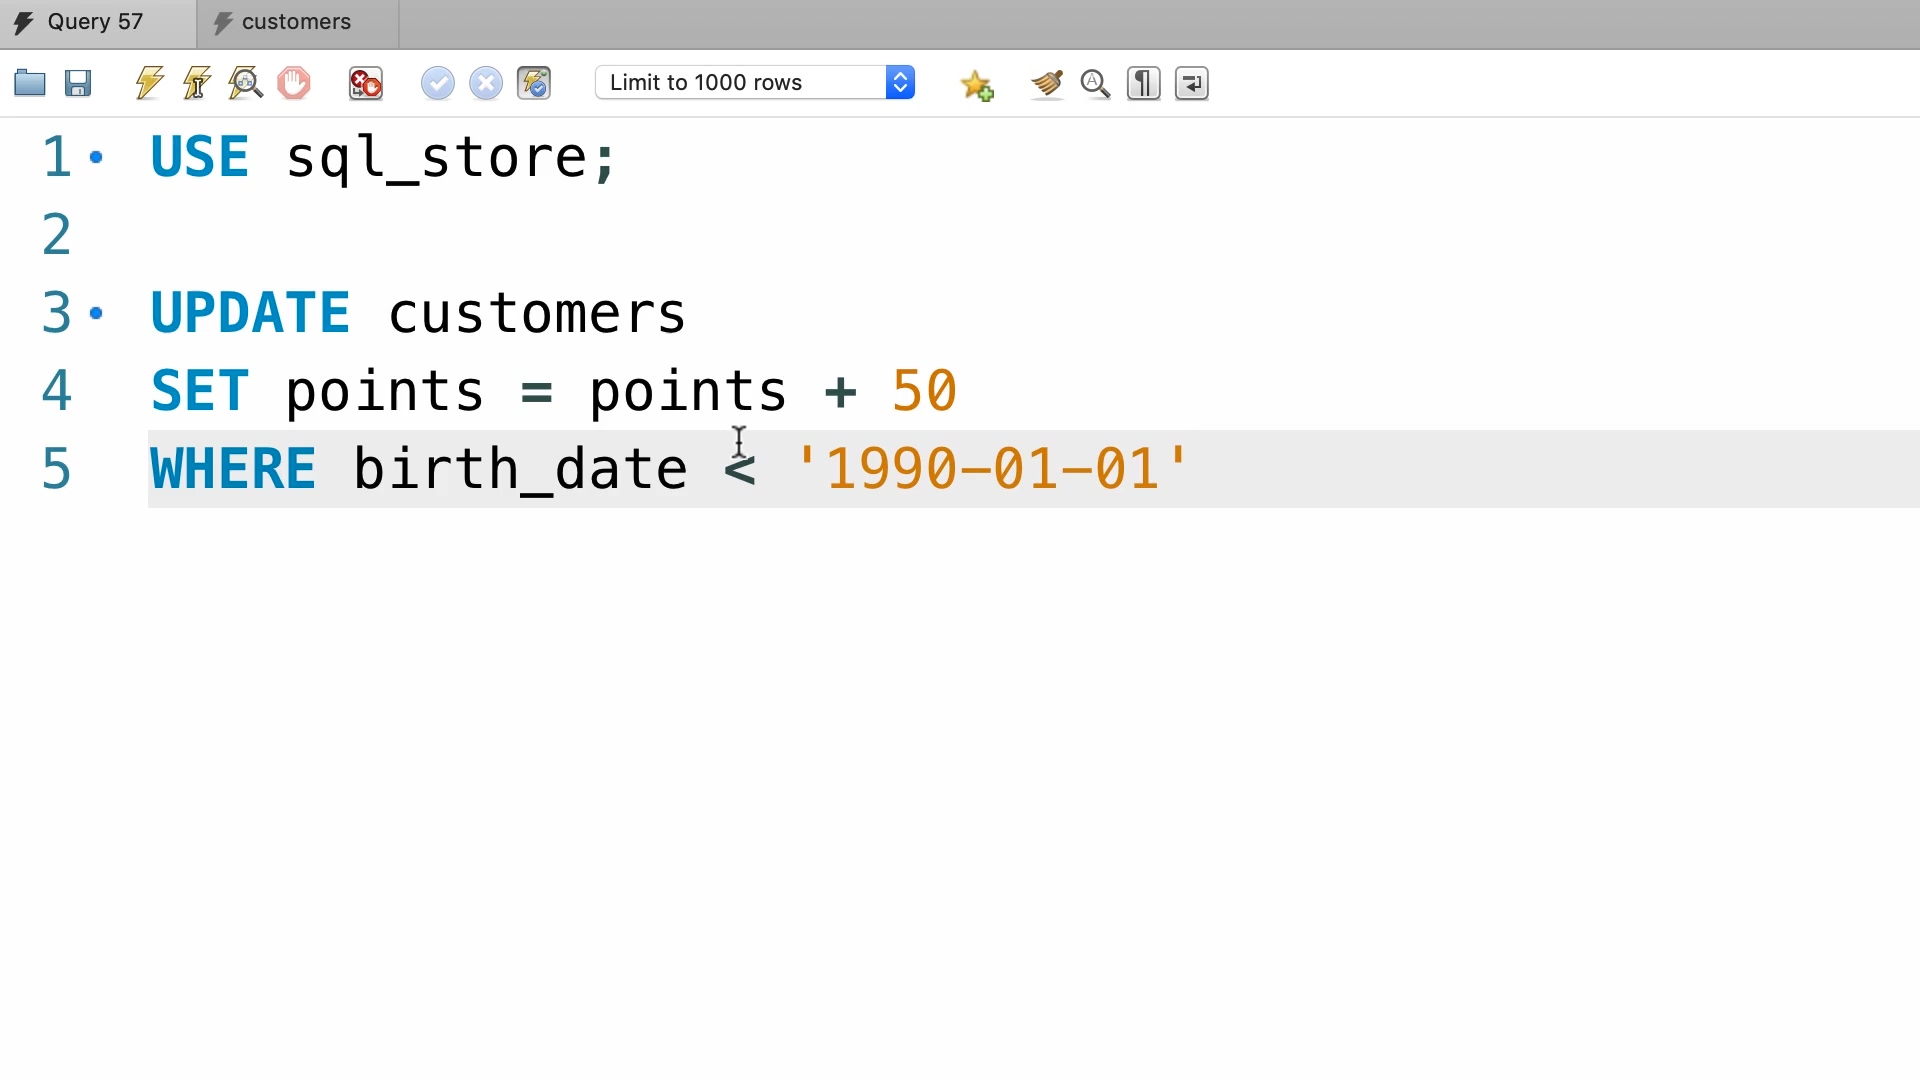 Query 57
customers
Limit to 1000 rows
1 USE sql_store;
2
3 UPDATE customers
4 SET points = points + 50
5 WHERE birth_date < '1990-01-01'